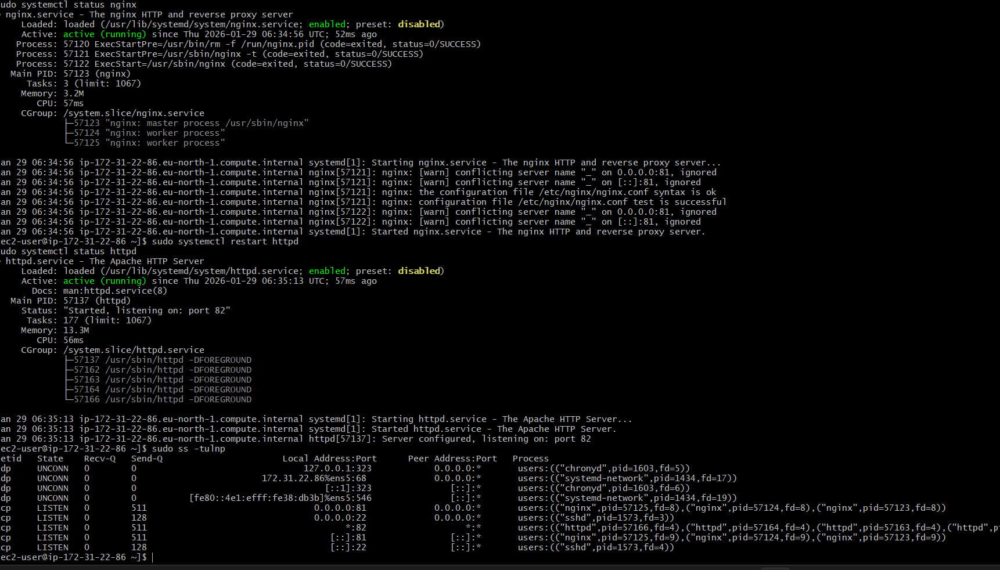 udo systemctl status nginx
nginx.service - The nginx HTTP and reverse proxy server
Loaded: loaded (/usr/lib/systemd/system/nginx.service; enabled; preset: disabled)
Active: active (running) since Thu 2026-01-29 06:34:56 UTC; 52ms ago
Process: 57120 ExecStartPre=/usr/bin/rm -f /run/nginx.pid (code=exited, status=0/SUCCESS)
Process: 57121 ExecStartPre=/usr/sbin/nginx -t (code=exited, status=0/SUCCESS)
Process: 57122 ExecStart=/usr/sbin/nginx (code=exited, status=0/SUCCESS)
Main PID: 57123 (nginx)
Tasks: 3 (limit: 1067)
Memory: 3.2M
CPU: 57ms
CGroup: /system.slice/nginx.service
├─57123 "nginx: master process /usr/sbin/nginx"
├─57124 "nginx: worker process"
└─57125 "nginx: worker process"
an 29 06:34:56 ip-172-31-22-86.eu-north-1.compute.internal systemd[1]: Starting nginx.service - The nginx HTTP and reverse proxy server...
an 29 06:34:56 ip-172-31-22-86.eu-north-1.compute.internal nginx[57121]: nginx: [warn] conflicting server name "_" on 0.0.0.0:81, ignored
an 29 06:34:56 ip-172-31-22-86.eu-north-1.compute.internal nginx[57121]: nginx: [warn] conflicting server name "_" on [::]:81, ignored
an 29 06:34:56 ip-172-31-22-86.eu-north-1.compute.internal nginx[57121]: nginx: the configuration file /etc/nginx/nginx.conf syntax is ok
an 29 06:34:56 ip-172-31-22-86.eu-north-1.compute.internal nginx[57121]: nginx: configuration file /etc/nginx/nginx.conf test is successful
an 29 06:34:56 ip-172-31-22-86.eu-north-1.compute.internal nginx[57122]: nginx: [warn] conflicting server name "_" on 0.0.0.0:81, ignored
an 29 06:34:56 ip-172-31-22-86.eu-north-1.compute.internal nginx[57122]: nginx: [warn] conflicting server name "_" on [::]:81, ignored
an 29 06:34:56 ip-172-31-22-86.eu-north-1.compute.internal systemd[1]: Started nginx.service - The nginx HTTP and reverse proxy server.
ec2-user@ip-172-31-22-86 ~]$ sudo systemctl restart httpd
udo systemctl status httpd
httpd.service - The Apache HTTP Server
Loaded: loaded (/usr/lib/systemd/system/httpd.service; enabled; preset: disabled)
Active: active (running) since Thu 2026-01-29 06:35:13 UTC; 57ms ago
Docs: man:httpd.service(8)
Main PID: 57137 (httpd)
Status: "Started, listening on: port 82"
Tasks: 177 (limit: 1067)
Memory: 13.3M
CPU: 56ms
CGroup: /system.slice/httpd.service
├─57137 /usr/sbin/httpd -DFOREGROUND
├─57162 /usr/sbin/httpd -DFOREGROUND
├─57163 /usr/sbin/httpd -DFOREGROUND
├─57164 /usr/sbin/httpd -DFOREGROUND
└─57166 /usr/sbin/httpd -DFOREGROUND
an 29 06:35:13 ip-172-31-22-86.eu-north-1.compute.internal systemd[1]: Starting httpd.service - The Apache HTTP Server...
an 29 06:35:13 ip-172-31-22-86.eu-north-1.compute.internal systemd[1]: Started httpd.service - The Apache HTTP Server.
an 29 06:35:13 ip-172-31-22-86.eu-north-1.compute.internal httpd[57137]: Server configured, listening on: port 82
ec2-user@ip-172-31-22-86 ~]$ sudo ss -tulnp
etid State Recv-Q Send-Q Local Address:Port Peer Address:Port Process
dp UNCONN 0 0 127.0.0.1:323 0.0.0.0:* users:(("chronyd",pid=1603,fd=5))
dp UNCONN 0 0 172.31.22.86%ens5:68 0.0.0.0:* users:(("systemd-network",pid=1434,fd=17))
dp UNCONN 0 0 [::1]:323 [::]:* users:(("chronyd",pid=1603,fd=6))
dp UNCONN 0 0 [fe80::4e1:efff:fe38:db3b]%ens5:546 [::]:* users:(("systemd-network",pid=1434,fd=19))
cp LISTEN 0 511 0.0.0.0:81 0.0.0.0:* users:(("nginx",pid=57125,fd=8),("nginx",pid=57124,fd=8),("nginx",pid=57123,fd=8))
cp LISTEN 0 128 0.0.0.0:22 0.0.0.0:* users:(("sshd",pid=1573,fd=3))
cp LISTEN 0 511 *:82 *:* users:(("httpd",pid=57166,fd=4),("httpd",pid=57164,fd=4),("httpd",pid=57163,fd=4),("httpd",p
cp LISTEN 0 511 [::]:81 [::]:* users:(("nginx",pid=57125,fd=9),("nginx",pid=57124,fd=9),("nginx",pid=57123,fd=9))
cp LISTEN 0 128 [::]:22 [::]:* users:(("sshd",pid=1573,fd=4))
ec2-user@ip-172-31-22-86 ~]$